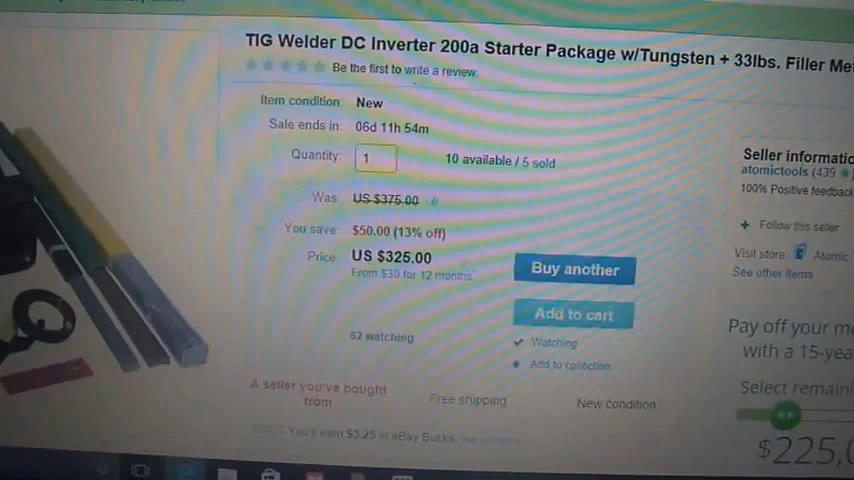 TIG Welder DC Inverter 200a Starter Package w/Tungsten + 33lbs. Filler Me
Be the first to write a review.
Item condition: New
Sale ends in: 06d 11h 54m
Quantity: 1 10 available / 5 sold
Was: US $375.00
You save: $50.00 (13% off)
Price: US $325.00
From $30 for 12 months
Buy another
Add to cart
62 watching
Watching
Add to collection
A seller you've bought from
Free shipping
New condition
You'll earn $3.25 in eBay Bucks.
Seller informatio
atomictools (439
100% Positive feedback
+ Follow this seller
Visit store: Atomic
See other items
Pay off your mo
with a 15-yea
Select remaini
$225,0